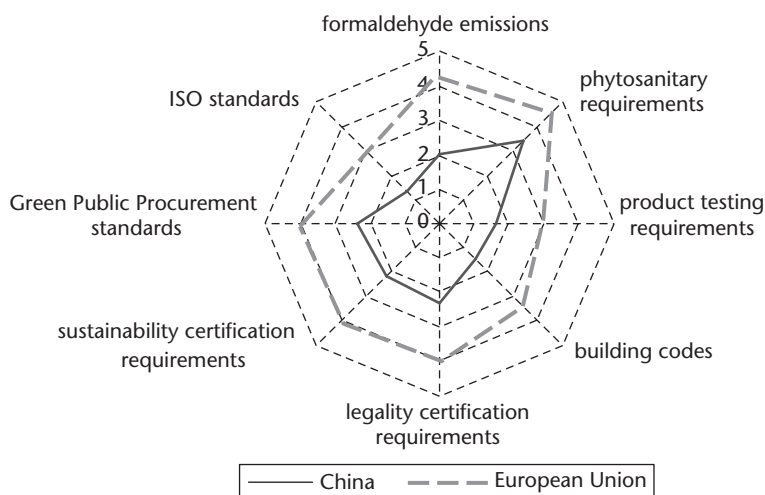 formaldehyde emissions
5
4
3
2
1
0
phytosanitary
requirements
product testing
requirements
building codes
legality certification
requirements
sustainability certification
requirements
Green Public Procurement
standards
ISO standards
China
European Union